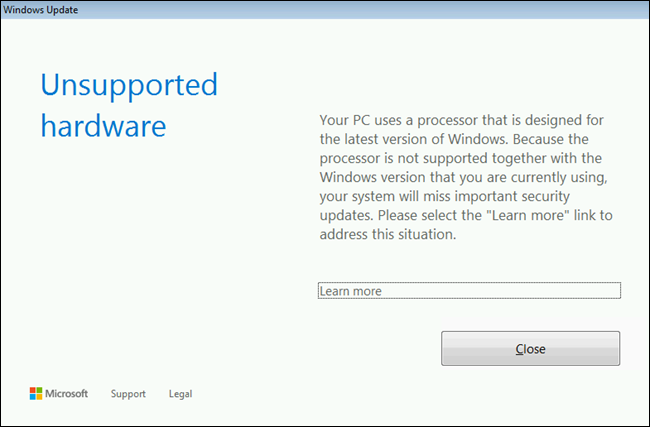 Windows Update
Unsupported
hardware
Your PC uses a processor that is designed for
the latest version of Windows. Because the
processor is not supported together with the
Windows version that you are currently using,
your system will miss important security
updates. Please select the "Learn more" link to
address this situation.
Learn more
Close
Microsoft Support Legal